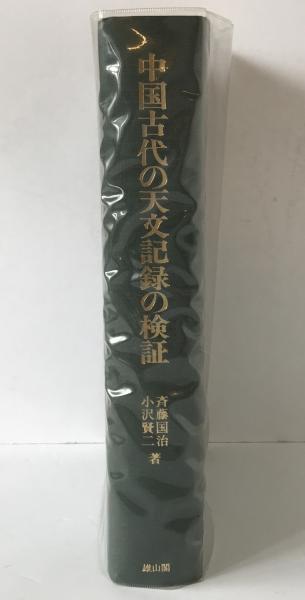 中国古代の天文記録の検証
斉藤国治
小沢賢二
著
雄山閣